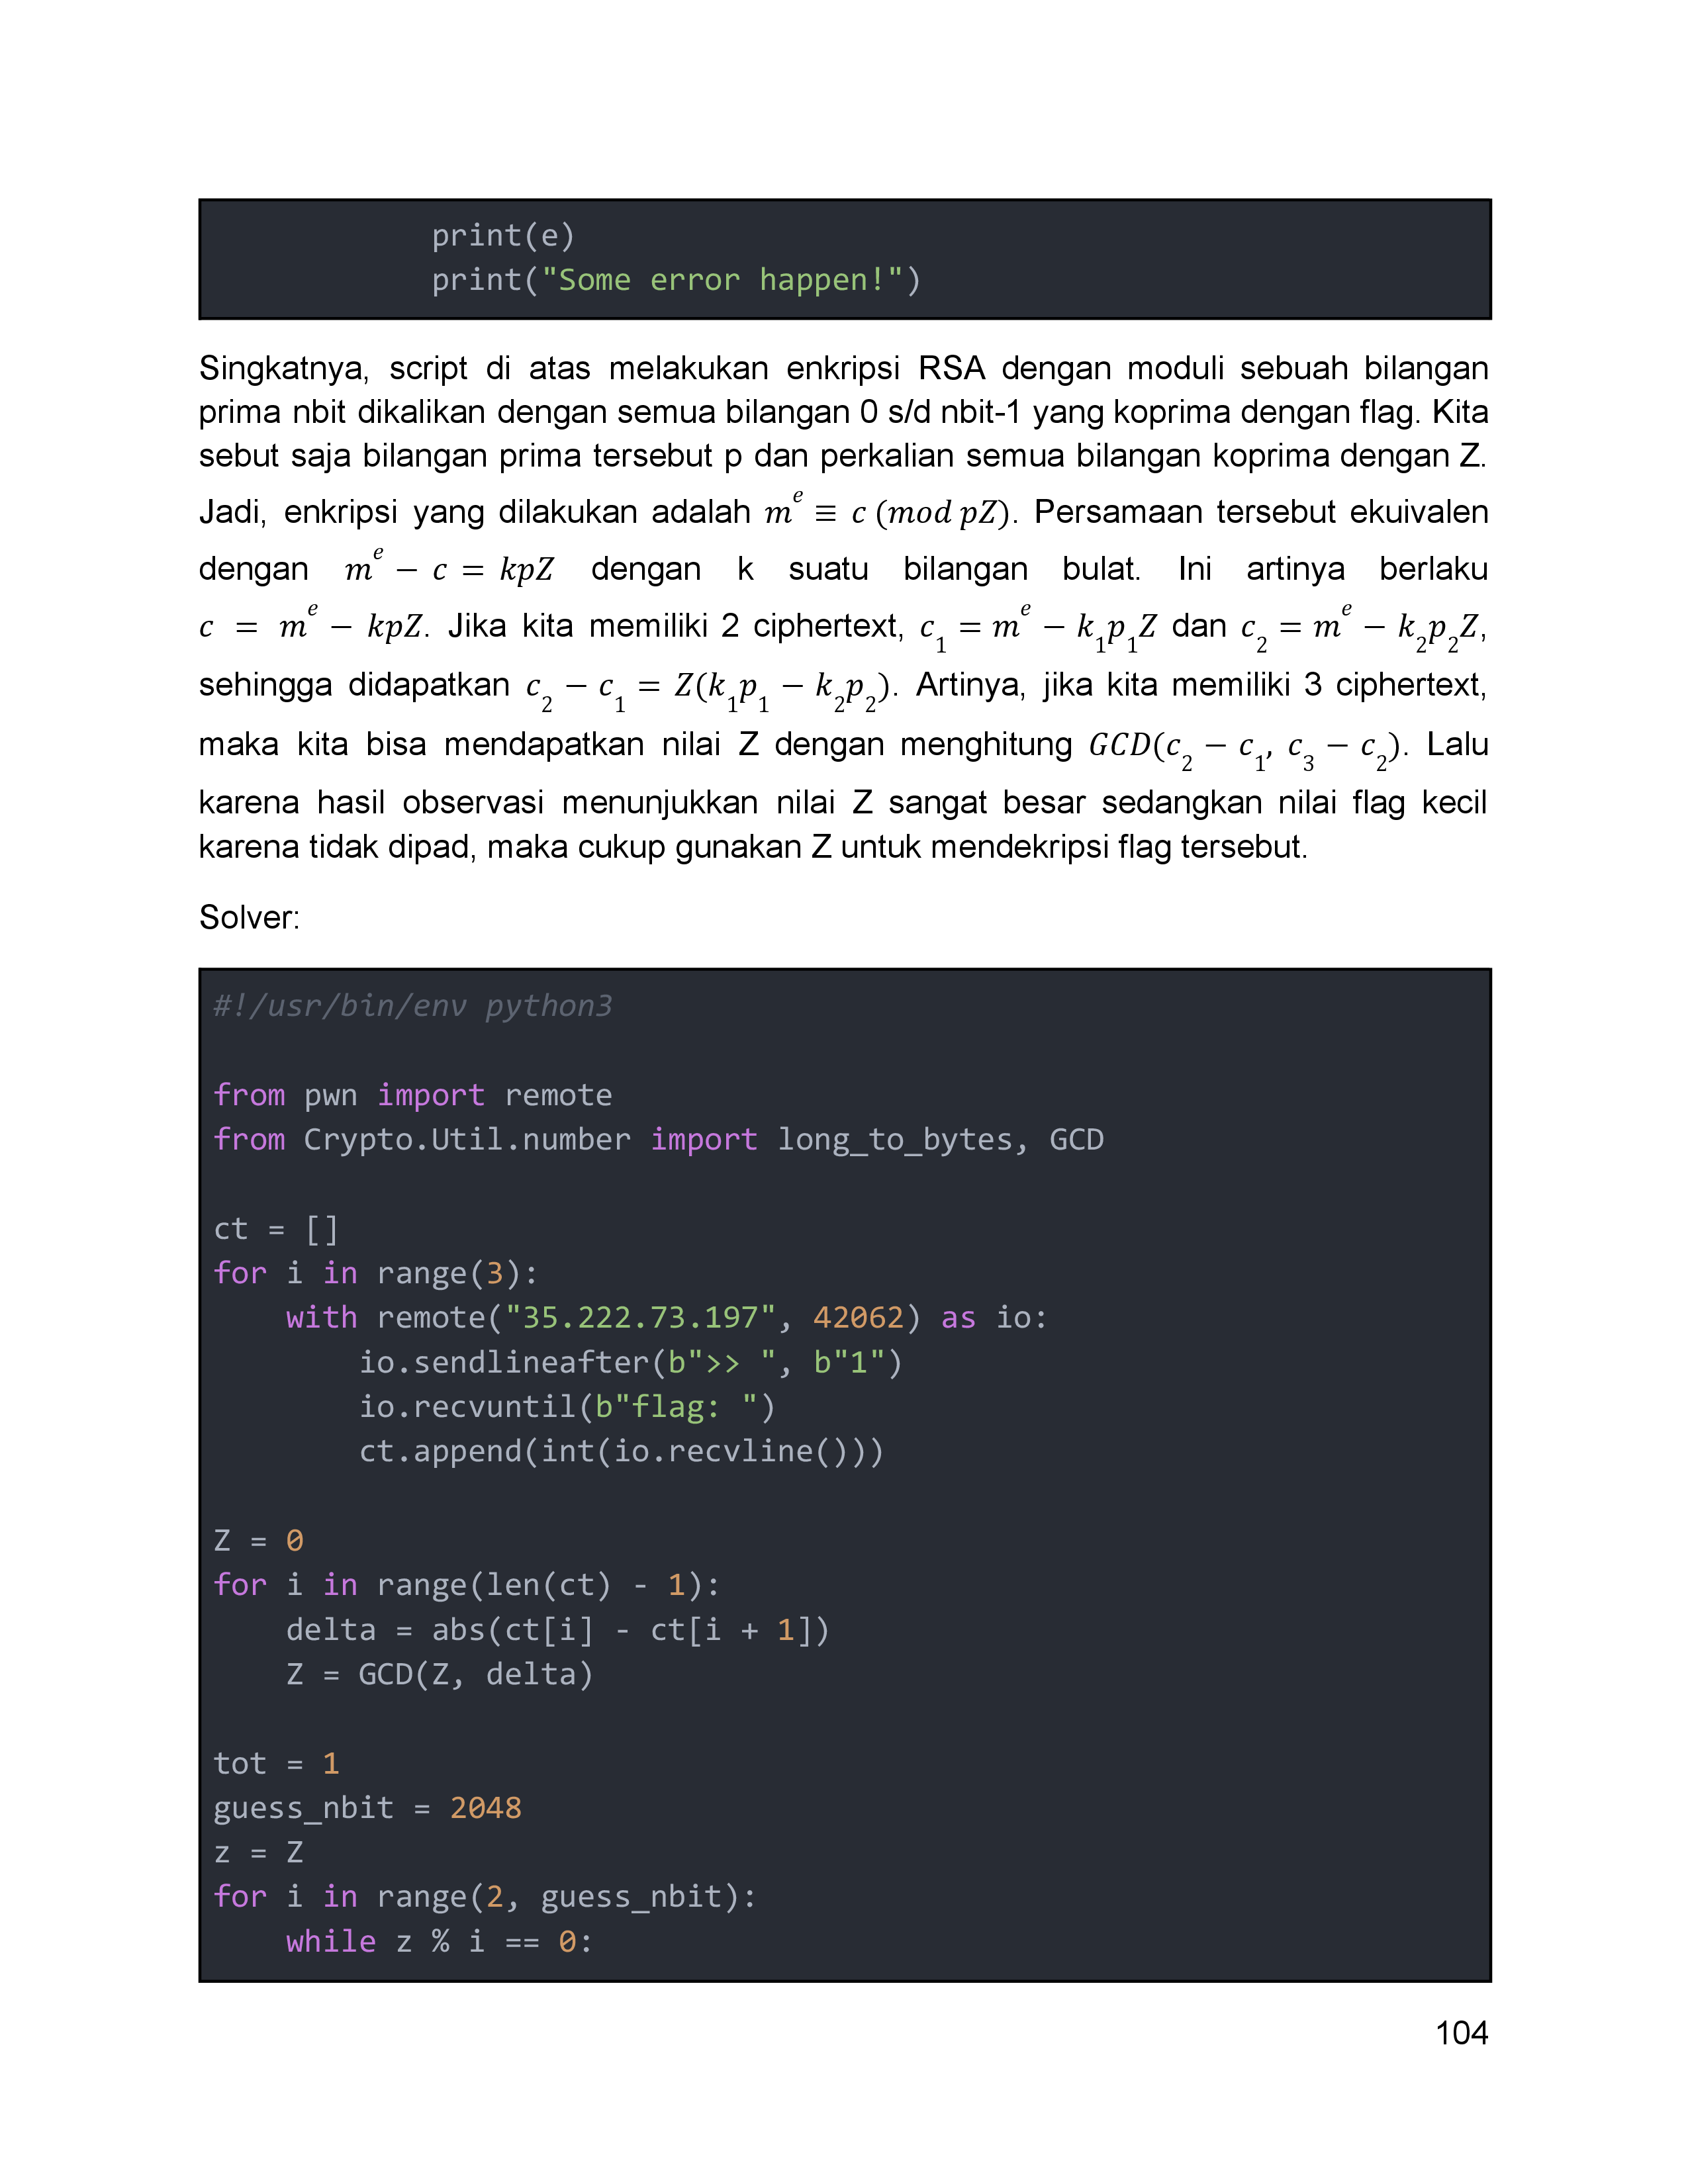 print(e)
print("Some error happen!")
Singkatnya, script di atas melakukan enkripsi RSA dengan moduli sebuah bilangan
prima nbit dikalikan dengan semua bilangan 0 s/d nbit-1 yang koprima dengan flag. Kita
sebut saja bilangan prima tersebut p dan perkalian semua bilangan koprima dengan Z.
Jadi, enkripsi yang dilakukan adalah m^e ≡ c (mod pZ). Persamaan tersebut ekuivalen
dengan m^e − c = kpZ dengan k suatu bilangan bulat. Ini artinya berlaku
c = m^e − kpZ. Jika kita memiliki 2 ciphertext, c_1 = m^e − k_1p_1Z dan c_2 = m^e − k_2p_2Z,
sehingga didapatkan c_2 − c_1 = Z(k_1p_1 − k_2p_2). Artinya, jika kita memiliki 3 ciphertext,
maka kita bisa mendapatkan nilai Z dengan menghitung GCD(c_2 − c_1, c_3 − c_2). Lalu
karena hasil observasi menunjukkan nilai Z sangat besar sedangkan nilai flag kecil
karena tidak dipad, maka cukup gunakan Z untuk mendekripsi flag tersebut.
Solver:
#!/usr/bin/env python3
from pwn import remote
from Crypto.Util.number import long_to_bytes, GCD
ct = []
for i in range(3):
    with remote("35.222.73.197", 42062) as io:
        io.sendlineafter(b">> ", b"1")
        io.recvuntil(b"flag: ")
        ct.append(int(io.recvline()))
Z = 0
for i in range(len(ct) - 1):
    delta = abs(ct[i] - ct[i + 1])
    Z = GCD(Z, delta)
tot = 1
guess_nbit = 2048
z = Z
for i in range(2, guess_nbit):
    while z % i == 0:
104